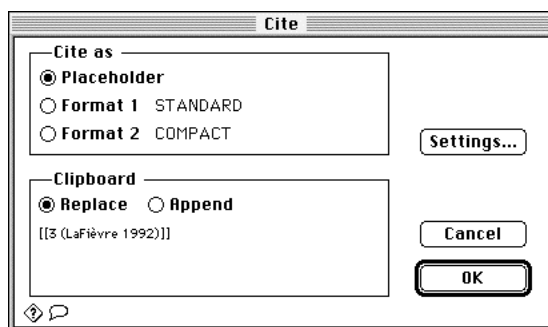 Cite
Cite as
Placeholder
Format 1 STANDARD
Format 2 COMPACT
Settings...
Clipboard
Replace Append
[[3 (LaFièvre 1992)]]
Cancel
OK
?